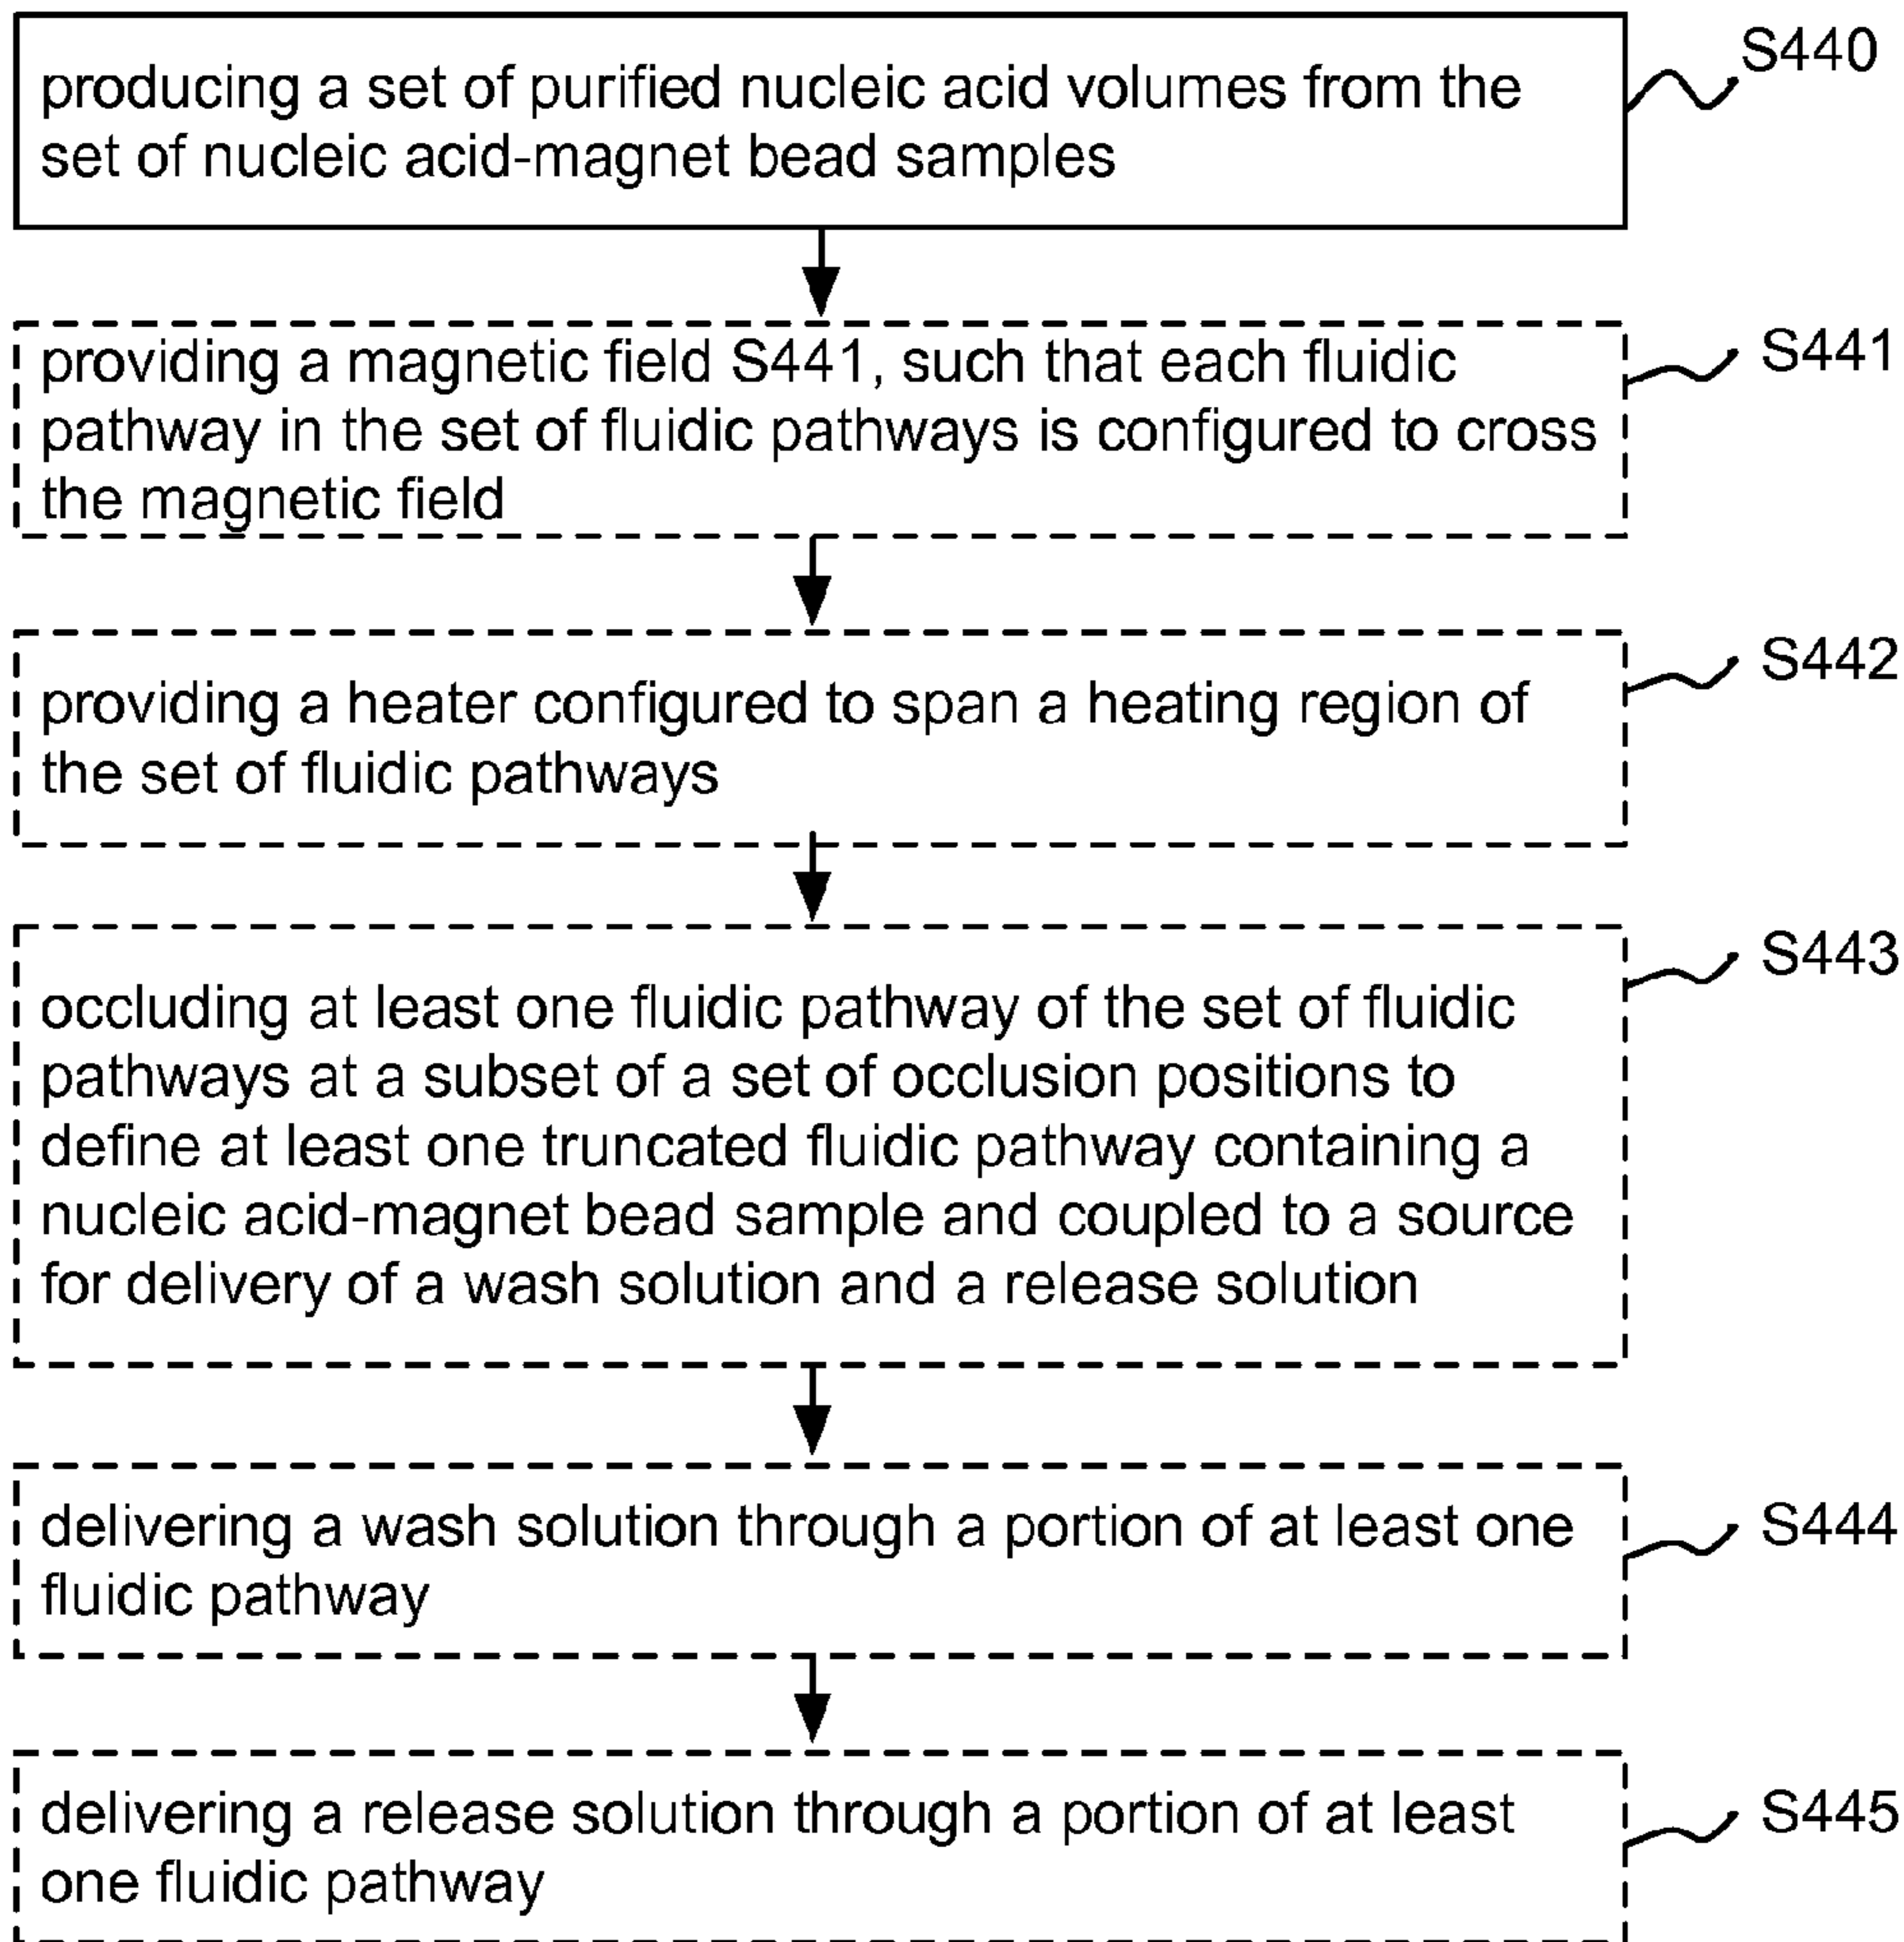 producing a set of purified nucleic acid volumes from the
set of nucleic acid-magnet bead samples
S440
providing a magnetic field S441, such that each fluidic
pathway in the set of fluidic pathways is configured to cross
the magnetic field
S441
providing a heater configured to span a heating region of
the set of fluidic pathways
S442
occluding at least one fluidic pathway of the set of fluidic
pathways at a subset of a set of occlusion positions to
define at least one truncated fluidic pathway containing a
nucleic acid-magnet bead sample and coupled to a source
for delivery of a wash solution and a release solution
S443
delivering a wash solution through a portion of at least one
fluidic pathway
S444
delivering a release solution through a portion of at least
one fluidic pathway
S445